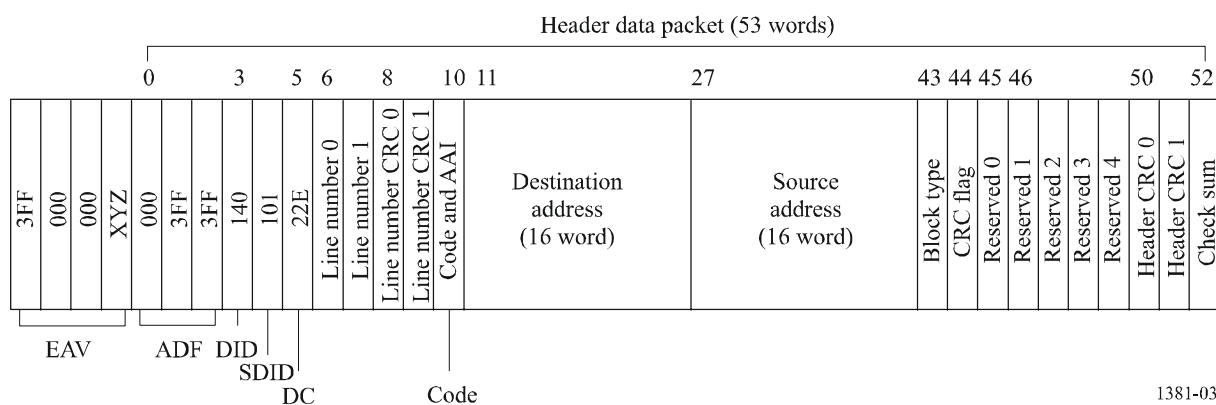 Header data packet (53 words)
0 3 5 6 8 10 11 27 43 44 45 46 50 52
3FF
000
000
XYZ
000
3FF
3FF
140
101
22E
Line number 0
Line number 1
Line number CRC 0
Line number CRC 1
Code and AAI
Destination
address
(16 word)
Source
address
(16 word)
Block type
CRC flag
Reserved 0
Reserved 1
Reserved 2
Reserved 3
Reserved 4
Header CRC 0
Header CRC 1
Check sum
EAV
ADF
DID
SDID
DC
Code
1381-03